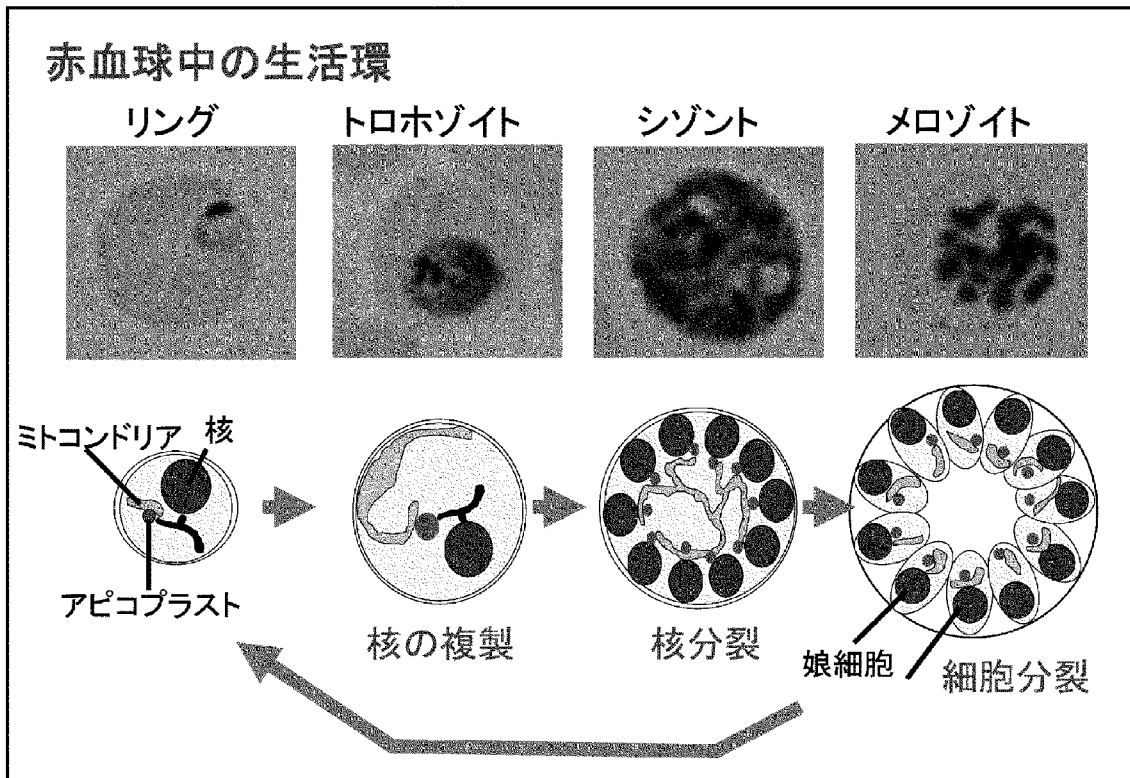 赤血球中の生活環
リング
トロホゾイト
シゾント
メロゾイト
ミトコンドリア
核
アピコプラスト
核の複製
核分裂
娘細胞
細胞分裂